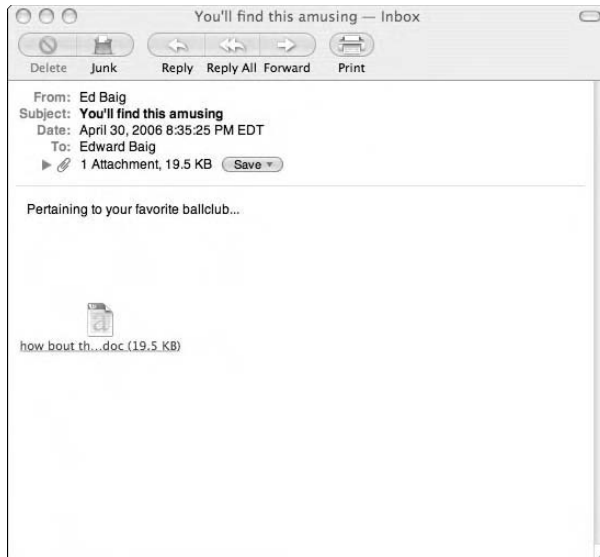 You'll find this amusing — Inbox
Delete Junk Reply Reply All Forward Print
From: Ed Baig
Subject: You'll find this amusing
Date: April 30, 2006 8:35:25 PM EDT
To: Edward Baig
1 Attachment, 19.5 KB Save
Pertaining to your favorite ballclub...
a
how bout th...doc (19.5 KB)